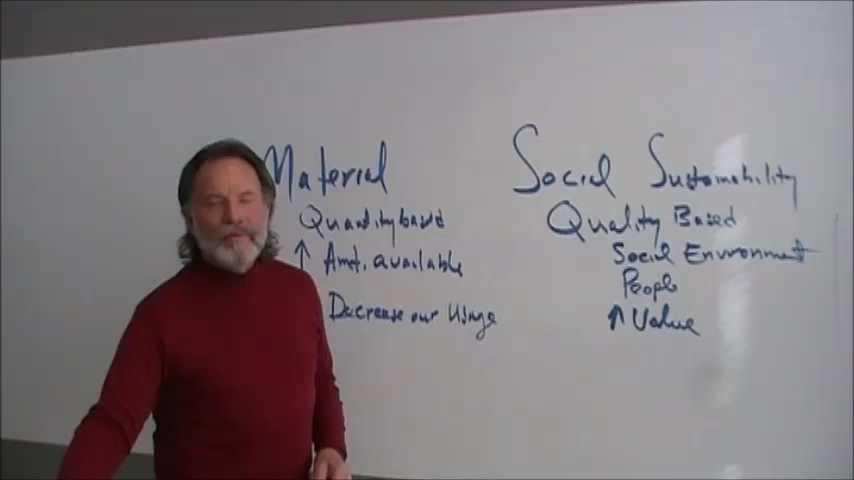 Material
Quantity based
↑ Amt. available
Decrease our Usage
Social Sustainability
Quality Based
Social Environment
People
↑ Value